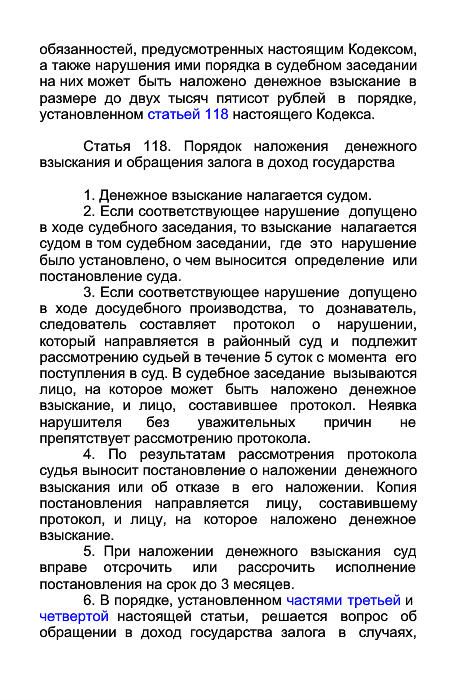 обязанностей, предусмотренных настоящим Кодексом,
а также нарушения ими порядка в судебном заседании
на них может быть наложено денежное взыскание в
размере до двух тысяч пятисот рублей в порядке,
установленном статьей 118 настоящего Кодекса.
Статья 118. Порядок наложения денежного
взыскания и обращения залога в доход государства
1. Денежное взыскание налагается судом.
2. Если соответствующее нарушение допущено
в ходе судебного заседания, то взыскание налагается
судом в том судебном заседании, где это нарушение
было установлено, о чем выносится определение или
постановление суда.
3. Если соответствующее нарушение допущено
в ходе досудебного производства, то дознаватель,
следователь составляет протокол о нарушении,
который направляется в районный суд и подлежит
рассмотрению судьей в течение 5 суток с момента его
поступления в суд. В судебное заседание вызываются
лицо, на которое может быть наложено денежное
взыскание, и лицо, составившее протокол. Неявка
нарушителя без уважительных причин не
препятствует рассмотрению протокола.
4. По результатам рассмотрения протокола
судья выносит постановление о наложении денежного
взыскания или об отказе в его наложении. Копия
постановления направляется лицу, составившему
протокол, и лицу, на которое наложено денежное
взыскание.
5. При наложении денежного взыскания суд
вправе отсрочить или рассрочить исполнение
постановления на срок до 3 месяцев.
6. В порядке, установленном частями третьей и
четвертой настоящей статьи, решается вопрос об
обращении в доход государства залога в случаях,